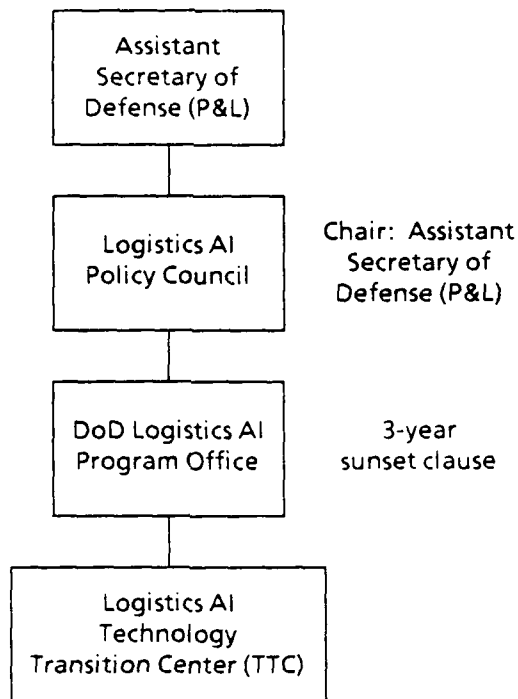 Assistant
Secretary of
Defense (P&L)
Logistics AI
Policy Council
Chair: Assistant
Secretary of
Defense (P&L)
DoD Logistics AI
Program Office
3-year
sunset clause
Logistics AI
Technology
Transition Center (TTC)